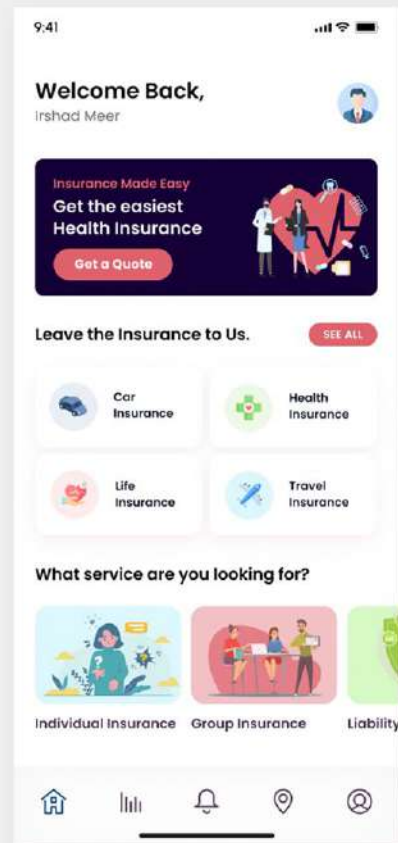 9:41
Welcome Back,
Irshad Meer
Insurance Made Easy
Get the easiest
Health Insurance
Get a Quote
Leave the Insurance to Us.
SEE ALL
Car
Insurance
Health
Insurance
Life
Insurance
Travel
Insurance
What service are you looking for?
Individual Insurance
Group Insurance
Liability